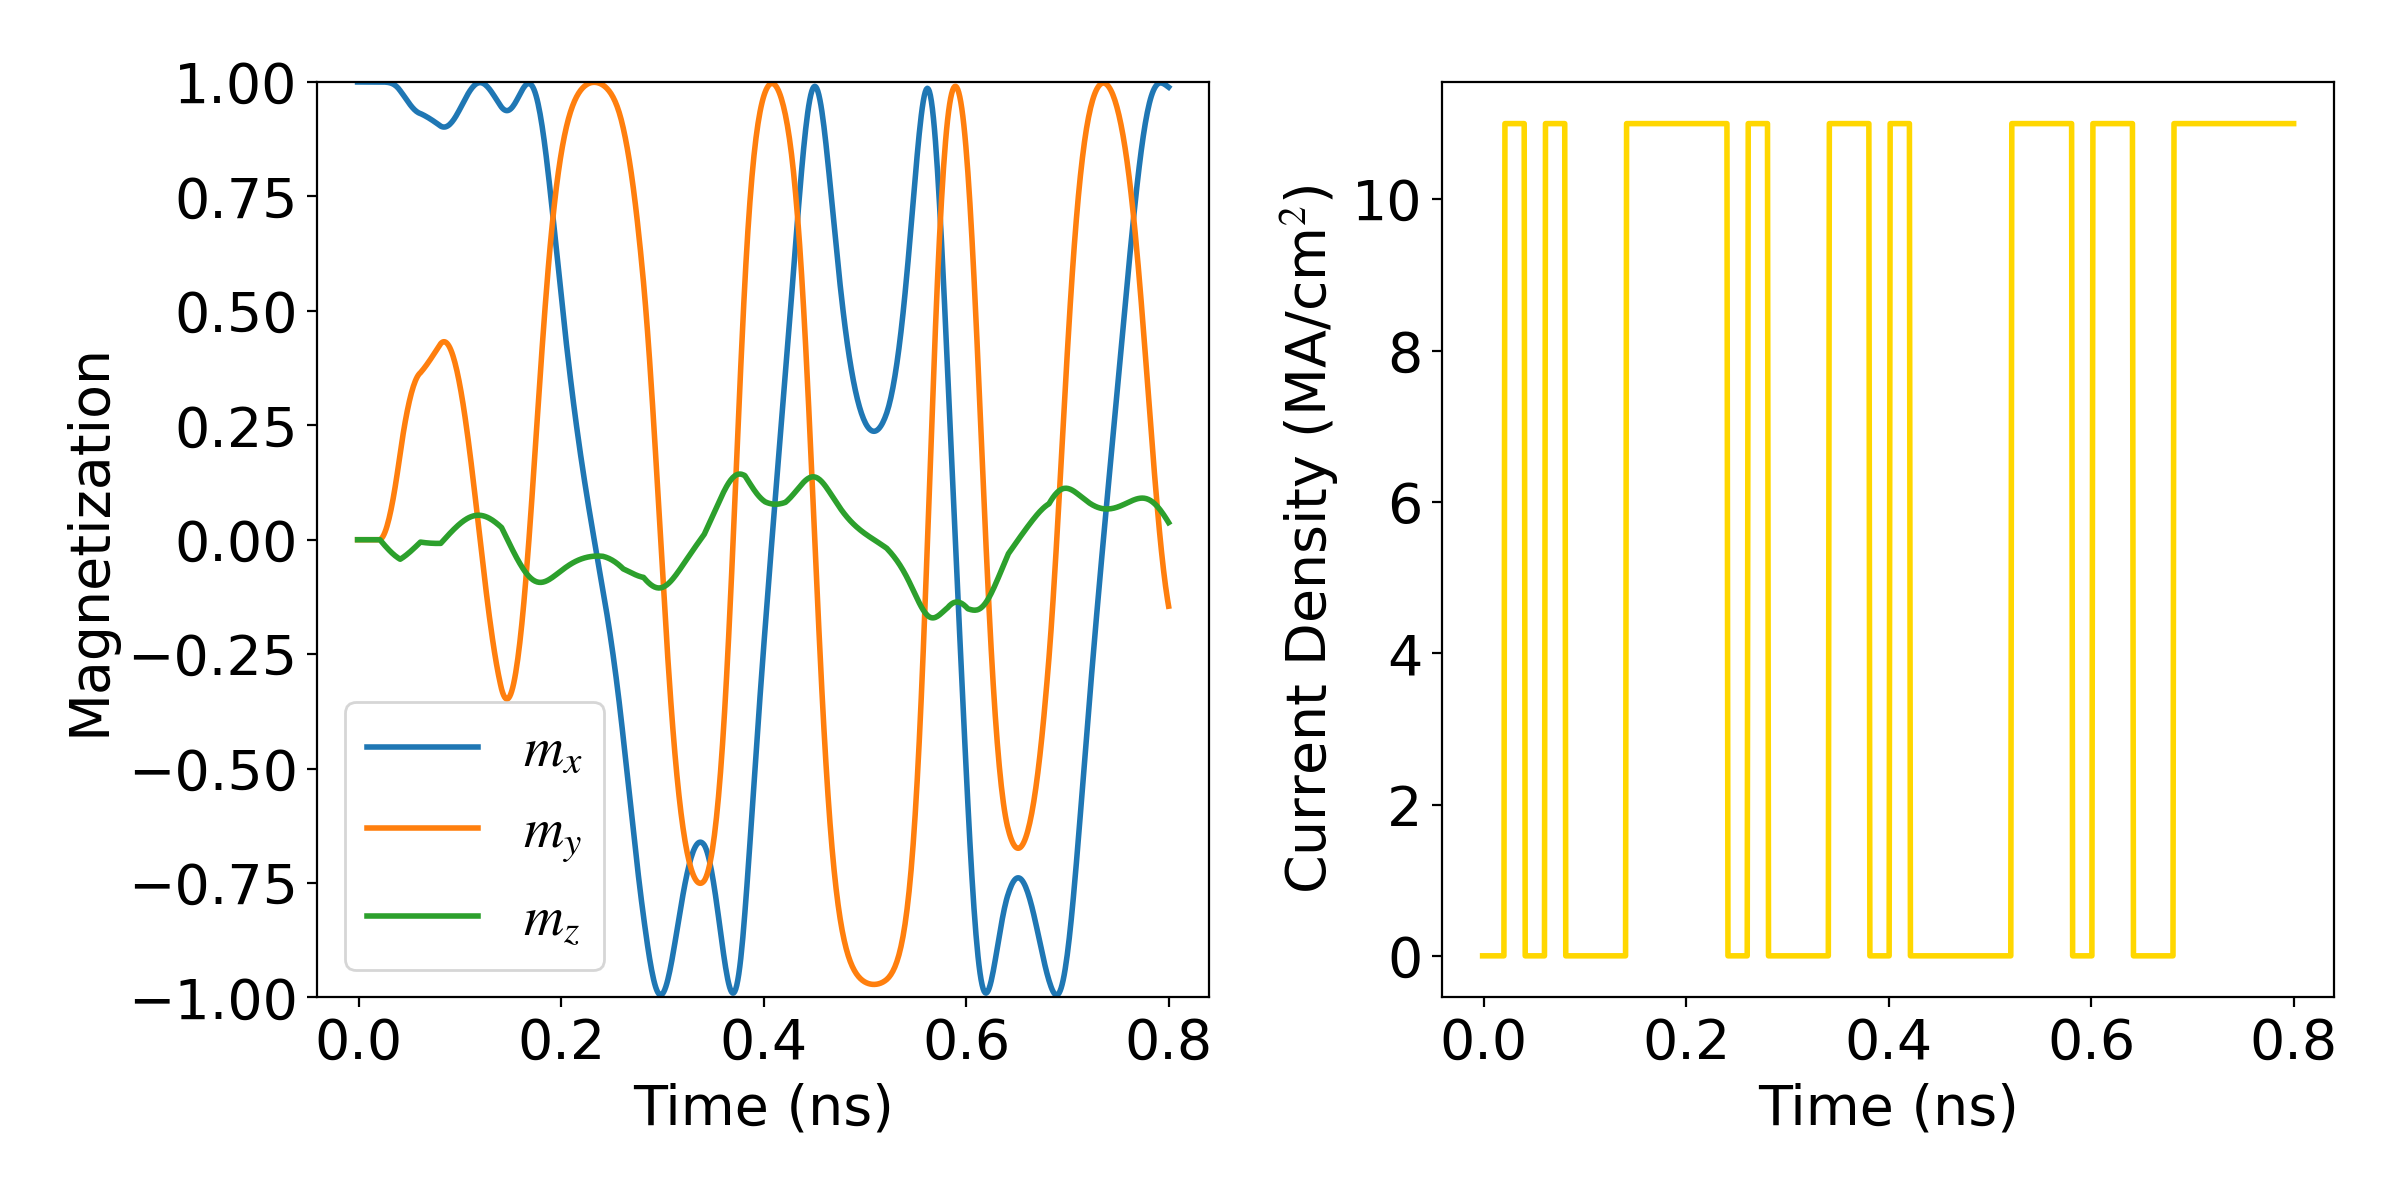 Magnetization
1.00
0.75
0.50
0.25
0.00
−0.25
−0.50
−0.75
−1.00
m_x
m_y
m_z
0.0 0.2 0.4 0.6 0.8
Time (ns)
Current Density (MA/cm²)
10
8
6
4
2
0
0.0 0.2 0.4 0.6 0.8
Time (ns)